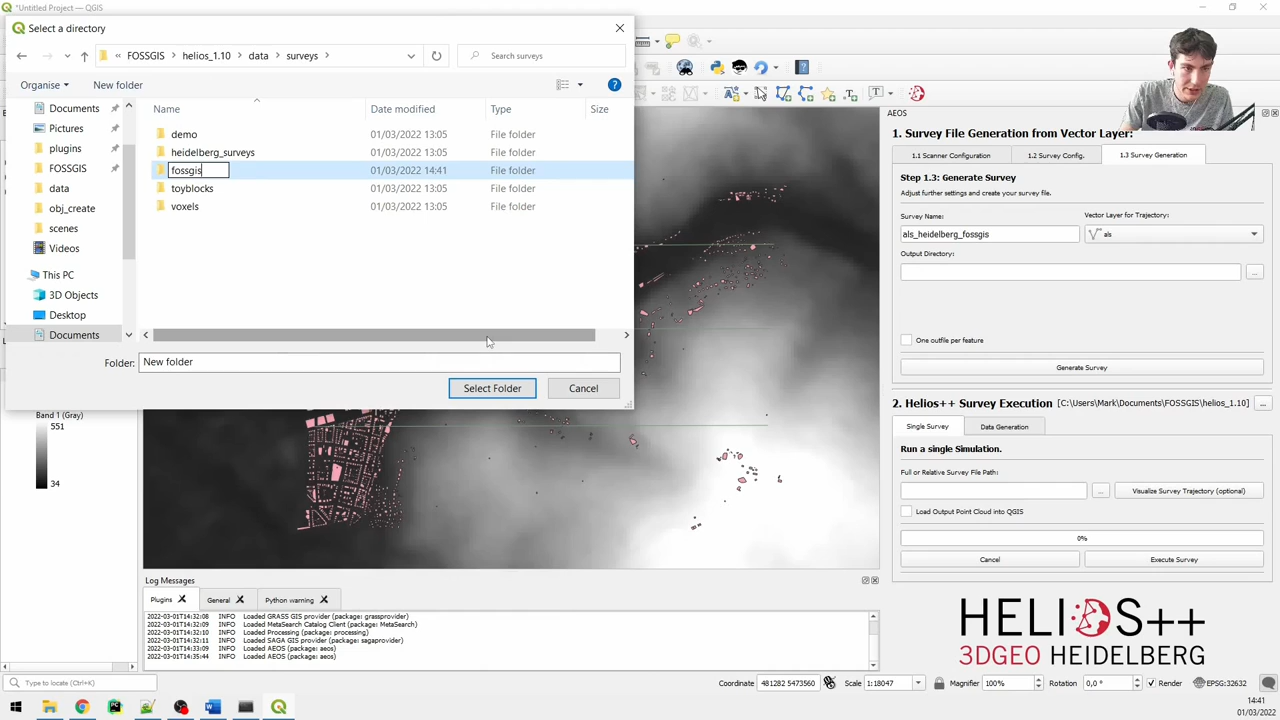 *Untitled Project — QGIS
Select a directory
« FOSSGIS › helios_1.10 › data › surveys ›
Search surveys
Organise
New folder
Name
Date modified
Type
Size
Documents
Pictures
plugins
FOSSGIS
data
obj_create
scenes
Videos
This PC
3D Objects
Desktop
Documents
demo 01/03/2022 13:05 File folder
heidelberg_surveys 01/03/2022 13:05 File folder
fossgis 01/03/2022 14:41 File folder
toyblocks 01/03/2022 13:05 File folder
voxels 01/03/2022 13:05 File folder
Folder: New folder
Select Folder
Cancel
Band 1 (Gray)
551
34
AEOS
1. Survey File Generation from Vector Layer:
1.1 Scanner Configuration
1.2 Survey Config.
1.3 Survey Generation
Step 1.3: Generate Survey
Adjust further settings and create your survey file.
Survey Name:
Vector Layer for Trajectory:
als_heidelberg_fossgis
als
Output Directory:
...
One outfile per feature
Generate Survey
2. Helios++ Survey Execution [C:\Users\Mark\Documents\FOSSGIS\helios_1.10] ...
Single Survey
Data Generation
Run a single Simulation.
Full or Relative Survey File Path:
...
Visualize Survey Trajectory (optional)
Load Output Point Cloud into QGIS
0%
Cancel
Execute Survey
HELIOS++
3DGEO HEIDELBERG
Log Messages
Plugins
General
Python warning
2022-03-01T14:32:08 INFO Loaded GRASS GIS provider (package: grassprovider)
2022-03-01T14:32:09 INFO Loaded MetaSearch Catalog Client (package: MetaSearch)
2022-03-01T14:32:10 INFO Loaded Processing (package: processing)
2022-03-01T14:32:11 INFO Loaded SAGA GIS provider (package: sagaprovider)
2022-03-01T14:33:09 INFO Loaded AEOS (package: aeos)
2022-03-01T14:35:44 INFO Loaded AEOS (package: aeos)
Type to locate (Ctrl+K)
Coordinate 481282 5473560
Scale 1:18047
Magnifier 100%
Rotation 0,0 °
Render
EPSG:32632
14:41
01/03/2022